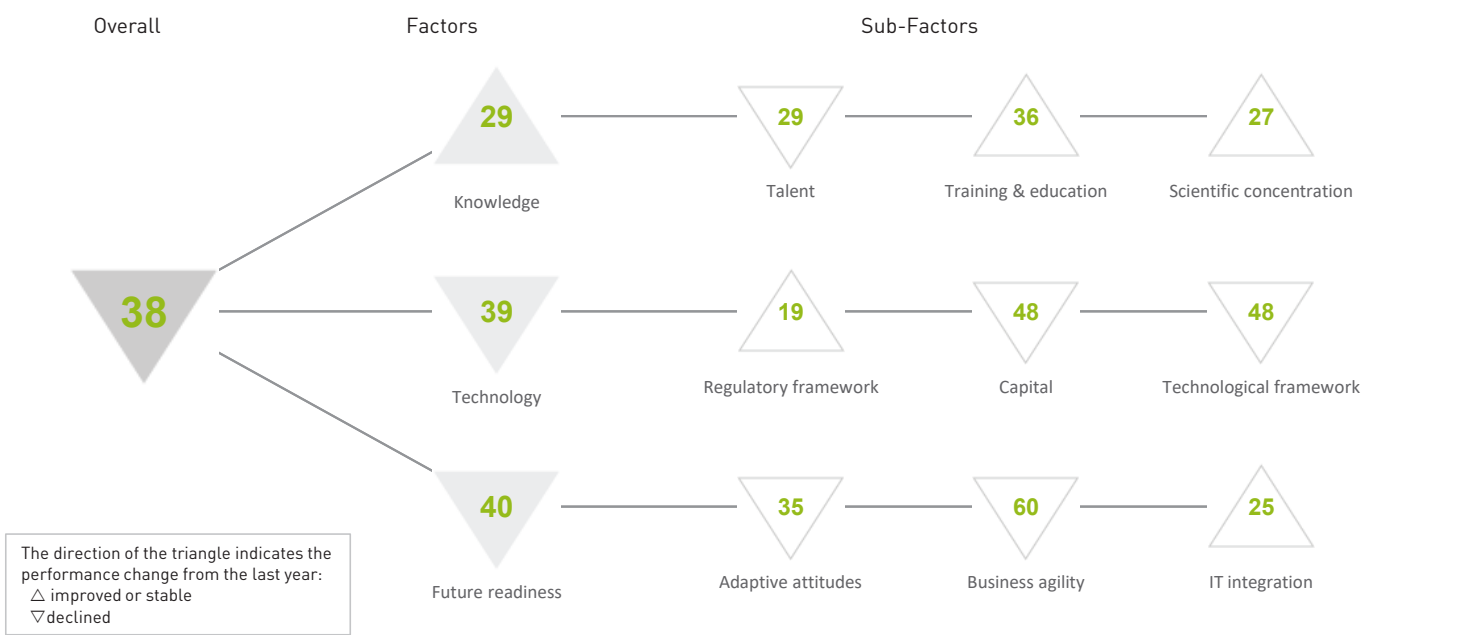 Overall
Factors
Sub-Factors
29
29
36
27
Knowledge
Talent
Training & education
Scientific concentration
38
39
19
48
48
Technology
Regulatory framework
Capital
Technological framework
40
35
60
25
Future readiness
Adaptive attitudes
Business agility
IT integration
The direction of the triangle indicates the
performance change from the last year:
△ improved or stable
▽ declined